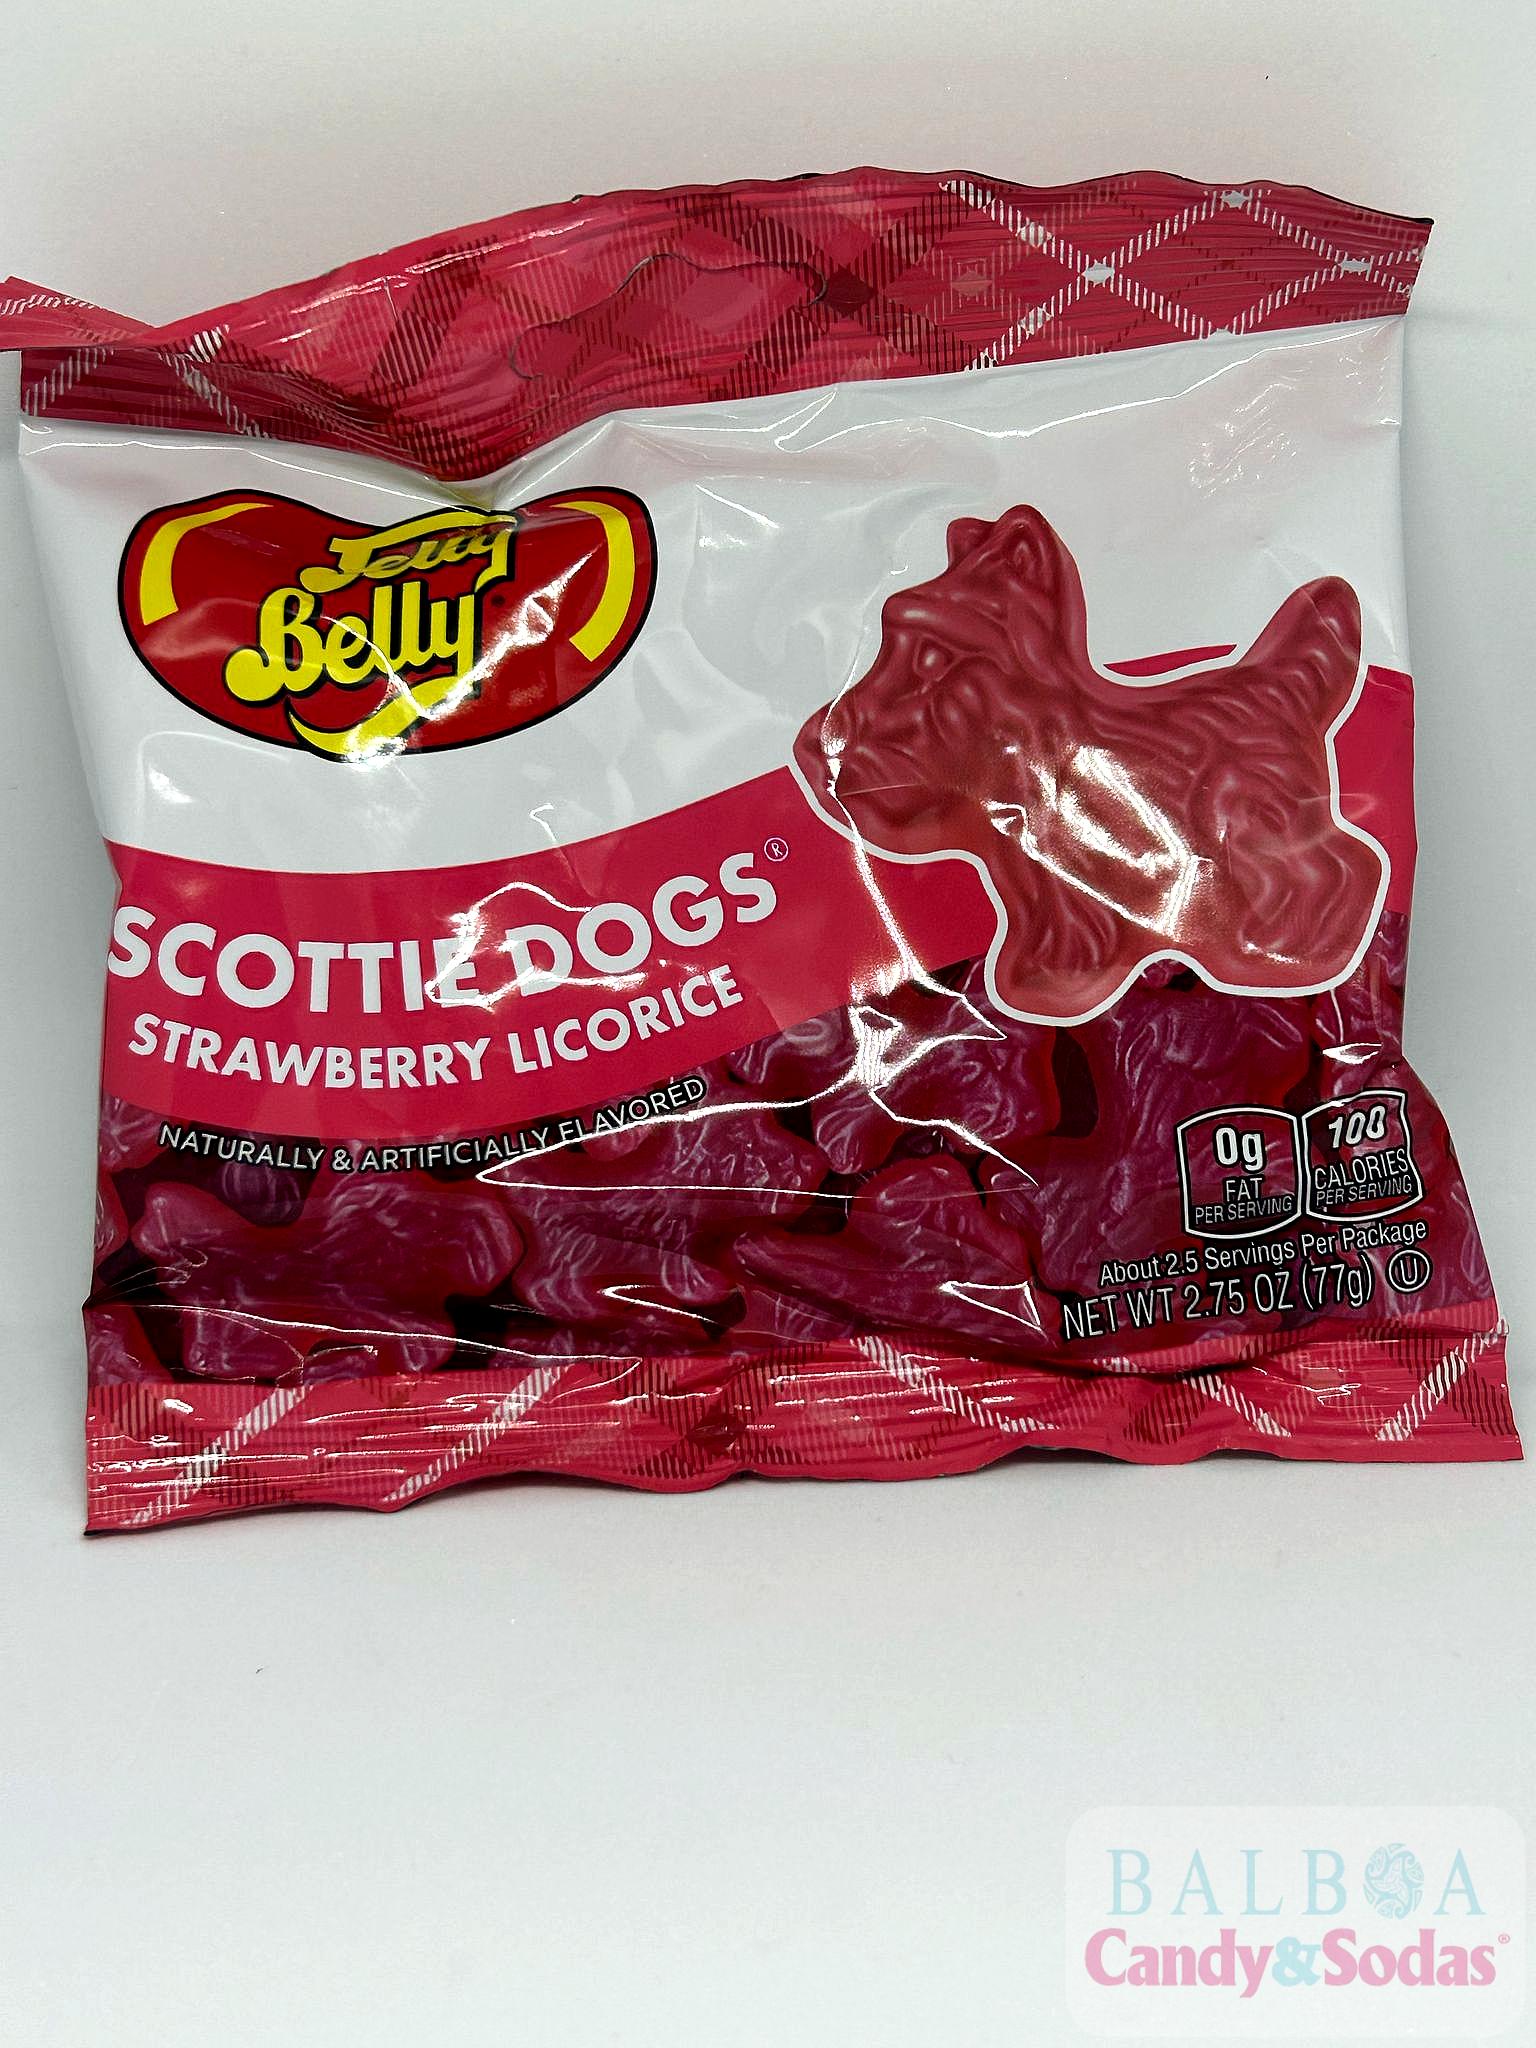 Jelly
Belly®
SCOTTIE DOGS®
STRAWBERRY LICORICE
NATURALLY & ARTIFICIALLY FLAVORED
0g
FAT
PER SERVING
100
CALORIES
PER SERVING
About 2.5 Servings Per Package
NET WT 2.75 OZ (77g) U
BALBOA
Candy&Sodas®